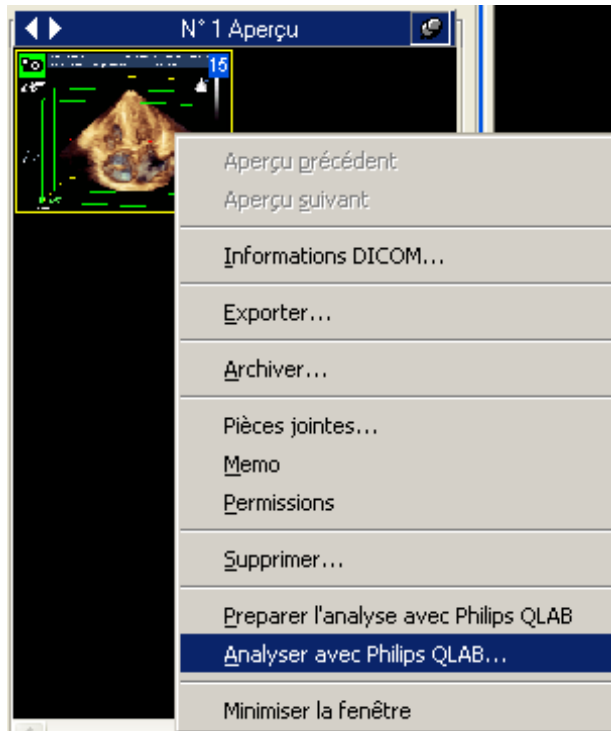 N° 1 Aperçu
15
Aperçu précédent
Aperçu suivant
Informations DICOM...
Exporter...
Archiver...
Pièces jointes...
Memo
Permissions
Supprimer...
Preparer l'analyse avec Philips QLAB
Analyser avec Philips QLAB...
Minimiser la fenêtre